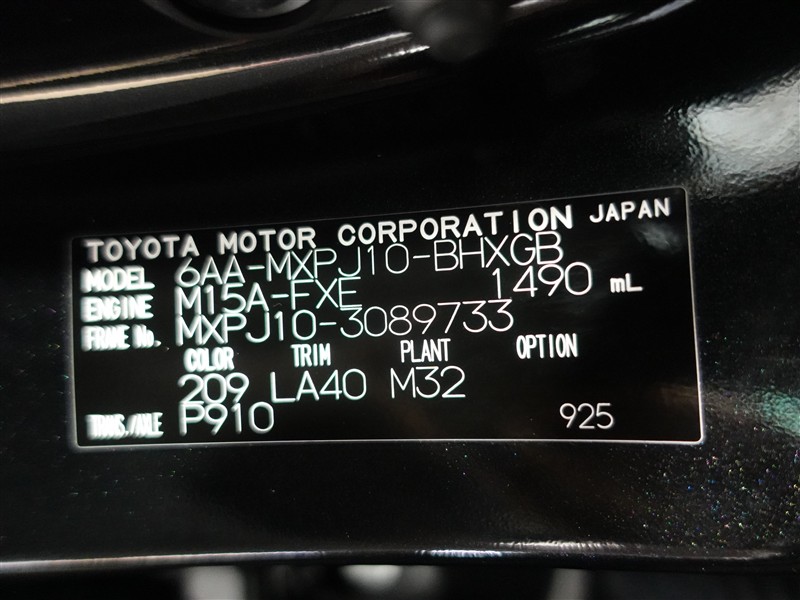 TOYOTA MOTOR CORPORATION JAPAN
MODEL 6AA-MXPJ10-BHXGB
ENGINE M15A-FXE 1490 mL
FRAME No. MXPJ10-3089733
COLOR TRIM PLANT OPTION
209 LA40 M32
TRANS./AXLE P910 925